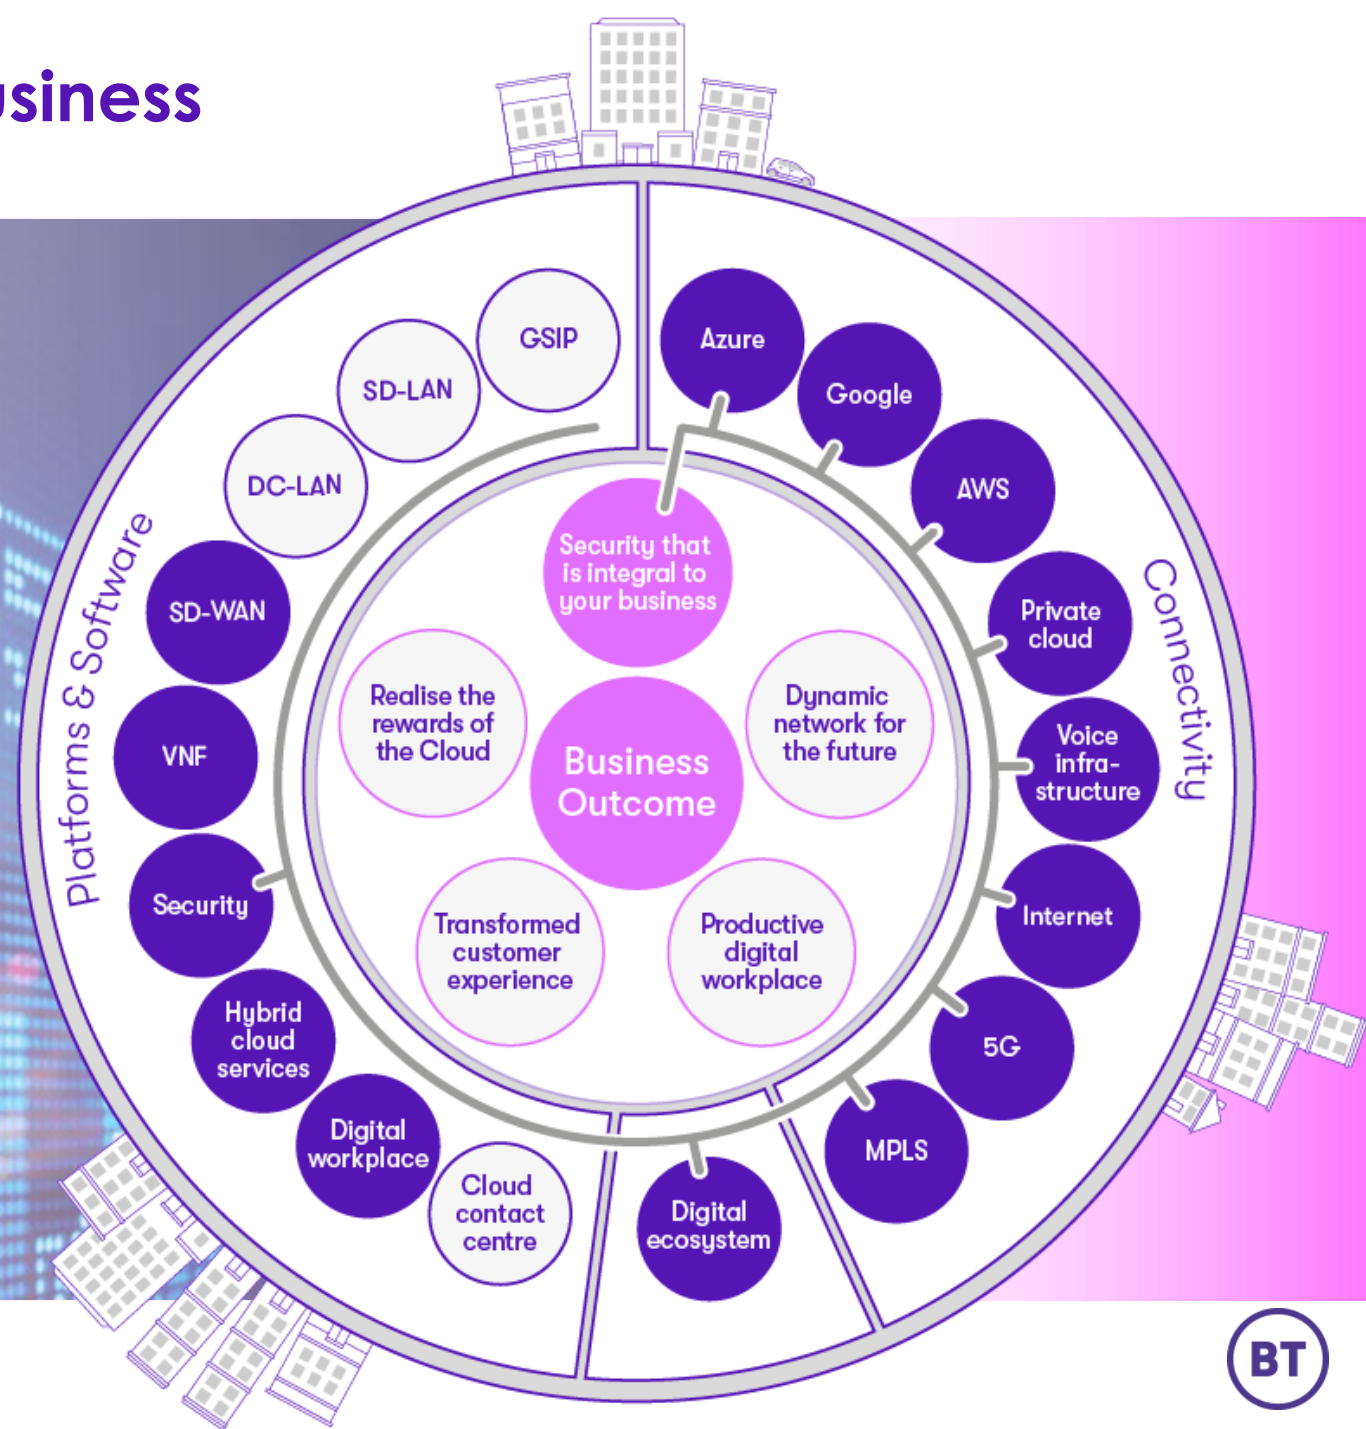 usiness
GSIP
SD-LAN
DC-LAN
SD-WAN
VNF
Security
Hybrid
cloud
services
Digital
workplace
Cloud
contact
centre
Platforms & Software
Azure
Google
AWS
Private
cloud
Voice
infra-
structure
Internet
5G
MPLS
Connectivity
Digital
ecosystem
Security that
is integral to
your business
Realise the
rewards of
the Cloud
Dynamic
network for
the future
Business
Outcome
Transformed
customer
experience
Productive
digital
workplace
BT